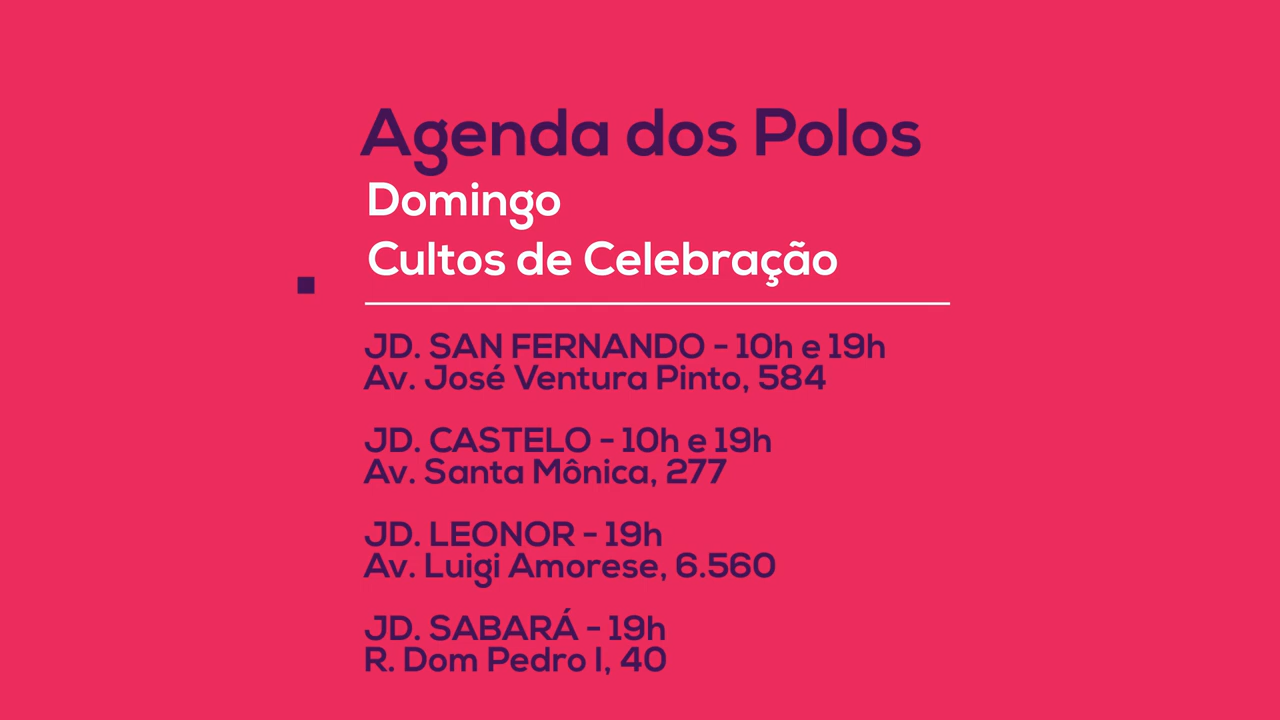 Agenda dos Polos
Domingo
Cultos de Celebração
JD. SAN FERNANDO - 10h e 19h
Av. José Ventura Pinto, 584
JD. CASTELO - 10h e 19h
Av. Santa Mônica, 277
JD. LEONOR - 19h
Av. Luigi Amorese, 6.560
JD. SABARÁ - 19h
R. Dom Pedro I, 40